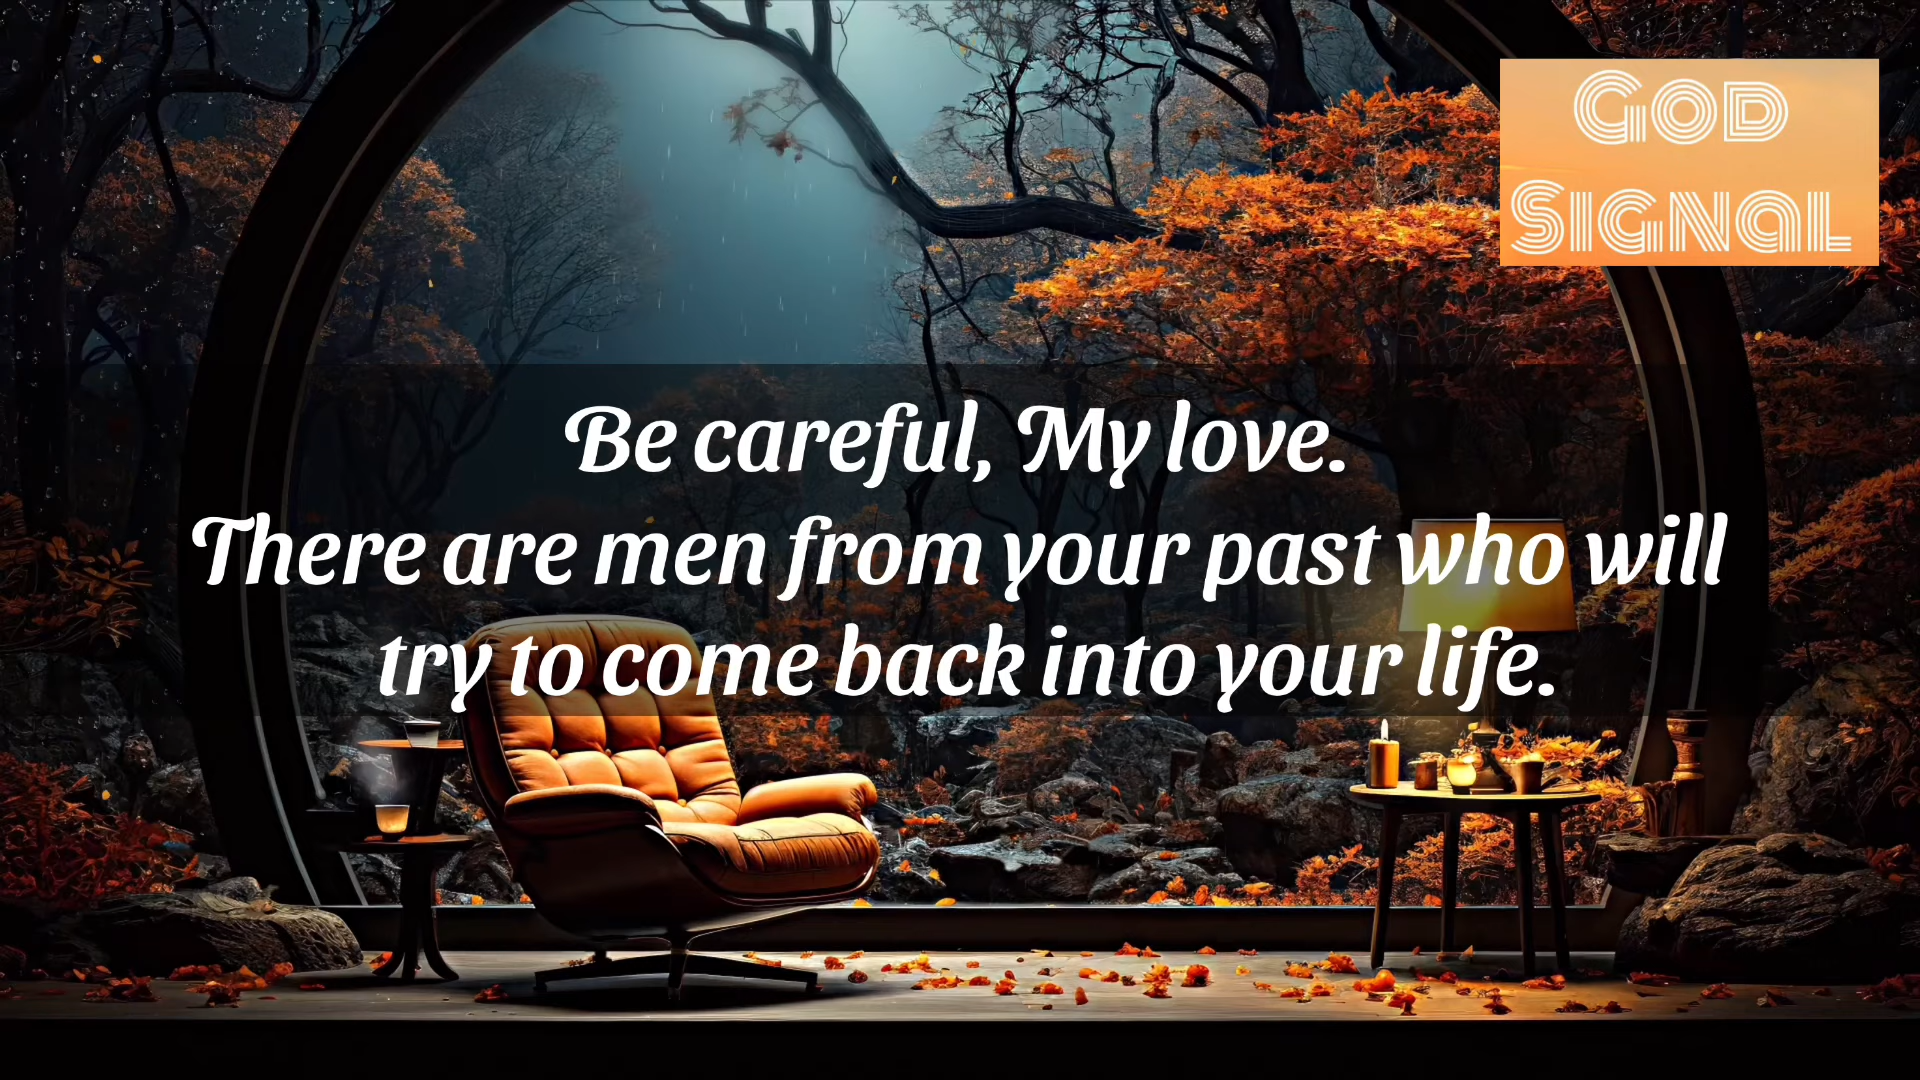 God
Signal
Be careful, My love.
There are men from your past who will
try to come back into your life.